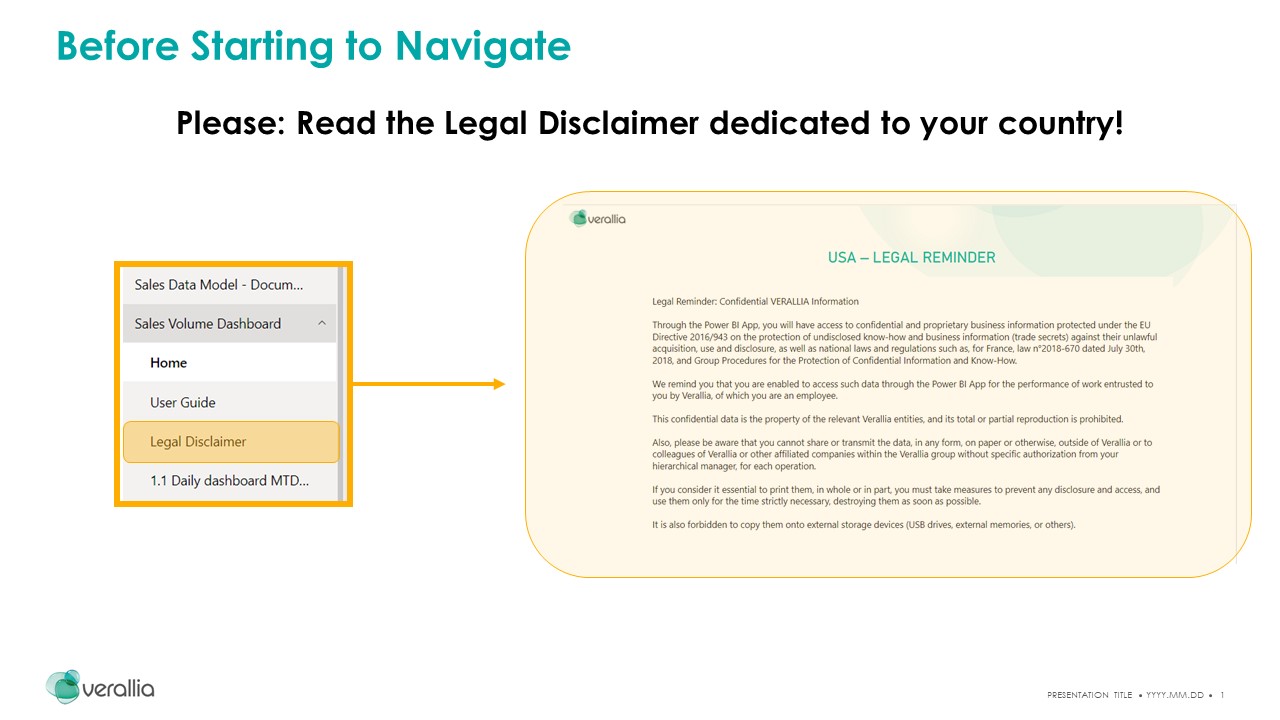 Before Starting to Navigate
Please: Read the Legal Disclaimer dedicated to your country!
Sales Data Model - Docum...
Sales Volume Dashboard
Home
User Guide
Legal Disclaimer
1.1 Daily dashboard MTD...
verallia
USA – LEGAL REMINDER
Legal Reminder: Confidential VERALLIA Information
Through the Power BI App, you will have access to confidential and proprietary business information protected under the EU
Directive 2016/943 on the protection of undisclosed know-how and business information (trade secrets) against their unlawful
acquisition, use and disclosure, as well as national laws and regulations such as, for France, law n°2018-670 dated July 30th,
2018, and Group Procedures for the Protection of Confidential Information and Know-How.
We remind you that you are enabled to access such data through the Power BI App for the performance of work entrusted to
you by Verallia, of which you are an employee.
This confidential data is the property of the relevant Verallia entities, and its total or partial reproduction is prohibited.
Also, please be aware that you cannot share or transmit the data, in any form, on paper or otherwise, outside of Verallia or to
colleagues of Verallia or other affiliated companies within the Verallia group without specific authorization from your
hierarchical manager, for each operation.
If you consider it essential to print them, in whole or in part, you must take measures to prevent any disclosure and access, and
use them only for the time strictly necessary, destroying them as soon as possible.
It is also forbidden to copy them onto external storage devices (USB drives, external memories, or others).
verallia
PRESENTATION TITLE • YYYY.MM.DD • 1